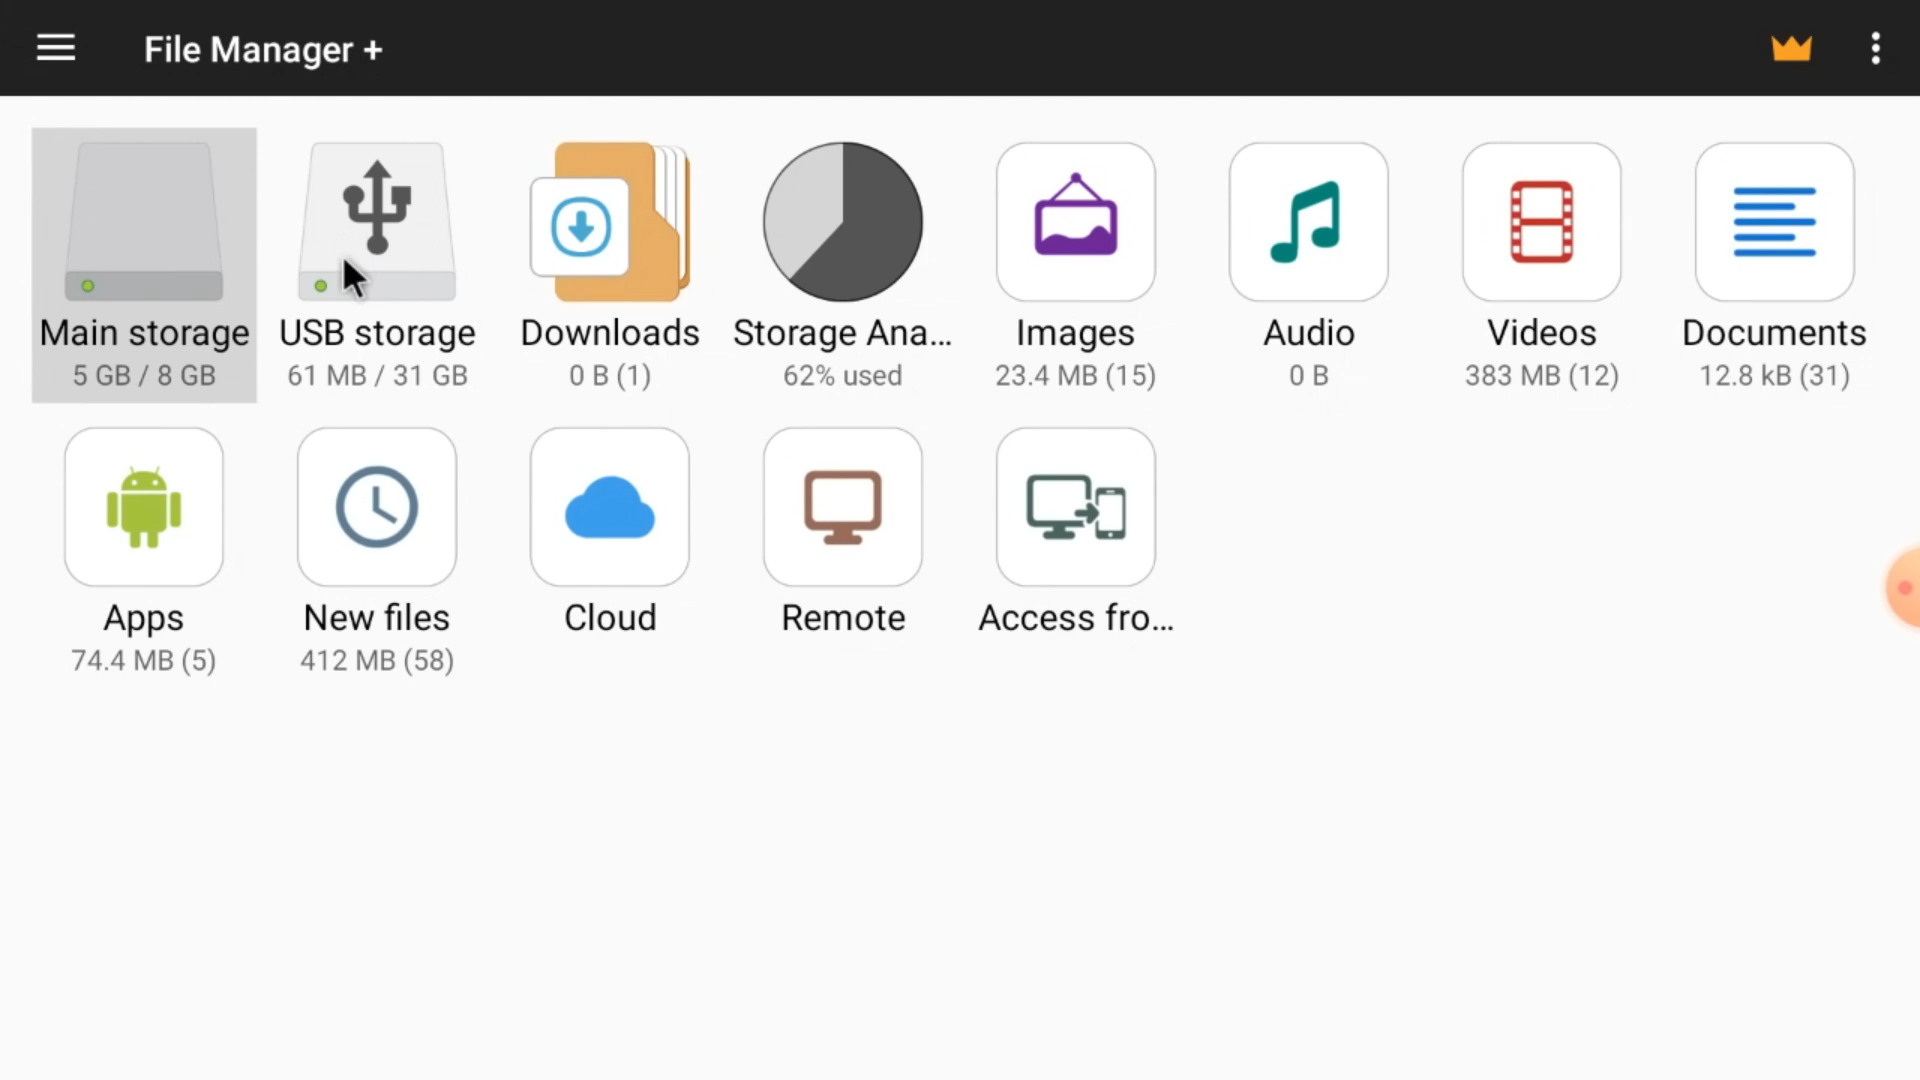 File Manager +
Main storage
5 GB / 8 GB
USB storage
61 MB / 31 GB
Downloads
0 B (1)
Storage Ana...
62% used
Images
23.4 MB (15)
Audio
0 B
Videos
383 MB (12)
Documents
12.8 kB (31)
Apps
74.4 MB (5)
New files
412 MB (58)
Cloud
Remote
Access fro...